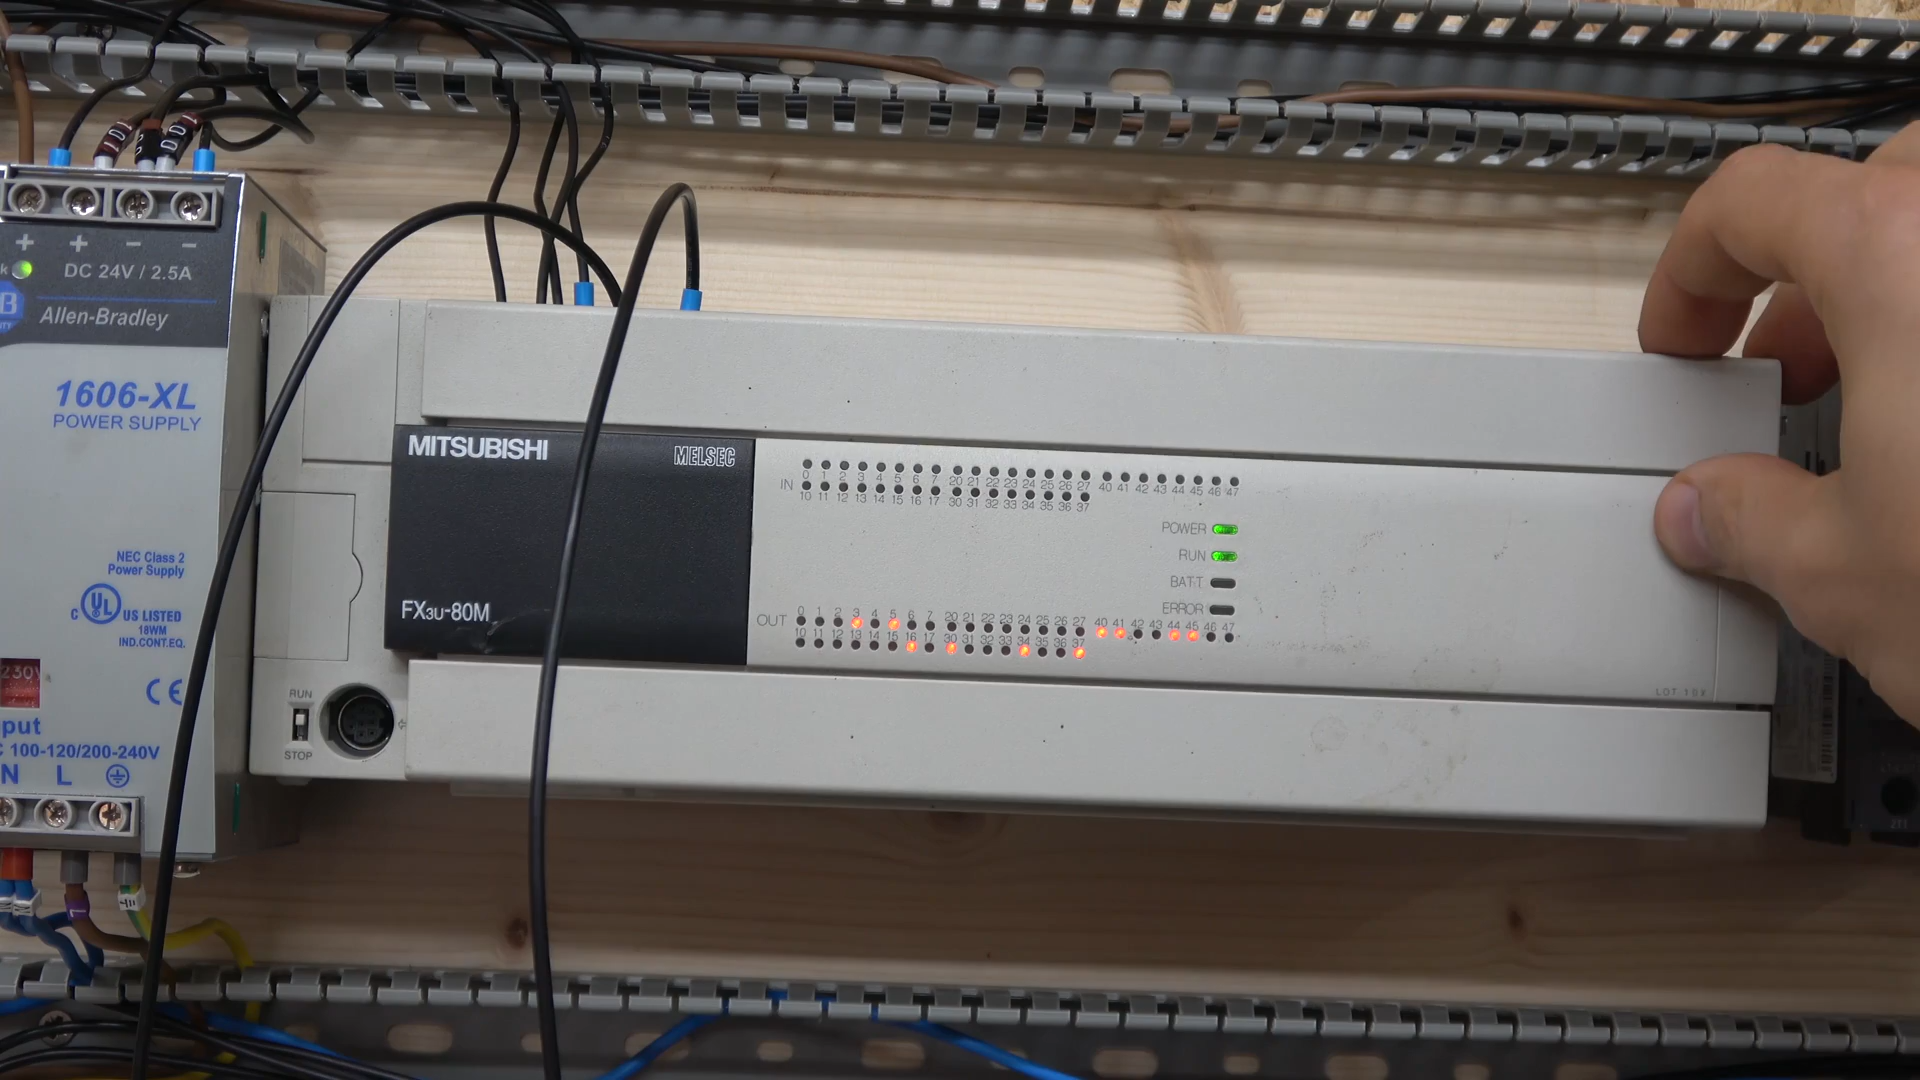 D
D
+ + − −
k
DC 24V / 2.5A
B
Allen-Bradley
1606-XL
POWER SUPPLY
NEC Class 2
Power Supply
C UL US LISTED
18WM
IND.CONT.EQ.
230V
CE
put
C 100-120/200-240V
N L
MITSUBISHI
MELSEC
FX3U-80M
IN
0 1 2 3 4 5 6 7 20 21 22 23 24 25 26 27 40 41 42 43 44 45 46 47
10 11 12 13 14 15 16 17 30 31 32 33 34 35 36 37
POWER
RUN
BATT
ERROR
OUT
0 1 2 3 4 5 6 7 20 21 22 23 24 25 26 27 40 41 42 43 44 45 46 47
10 11 12 13 14 15 16 17 30 31 32 33 34 35 36 37
LOT 10X
RUN
STOP